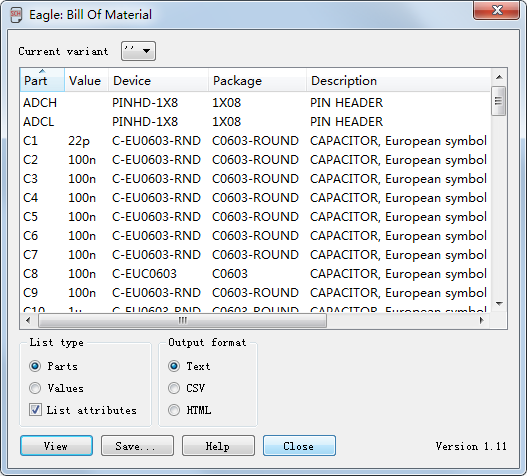 Eagle: Bill Of Material
Current variant ''
Part Value Device Package Description
ADCH PINHD-1X8 1X08 PIN HEADER
ADCL PINHD-1X8 1X08 PIN HEADER
C1 22p C-EU0603-RND C0603-ROUND CAPACITOR, European symbol
C2 100n C-EU0603-RND C0603-ROUND CAPACITOR, European symbol
C3 100n C-EU0603-RND C0603-ROUND CAPACITOR, European symbol
C4 100n C-EU0603-RND C0603-ROUND CAPACITOR, European symbol
C5 100n C-EU0603-RND C0603-ROUND CAPACITOR, European symbol
C6 100n C-EU0603-RND C0603-ROUND CAPACITOR, European symbol
C7 100n C-EU0603-RND C0603-ROUND CAPACITOR, European symbol
C8 100n C-EUC0603 C0603 CAPACITOR, European symbol
C9 100n C-EU0603-RND C0603-ROUND CAPACITOR, European symbol
C10 1u C-EU0603-RND C0603-ROUND CAPACITOR, European symbol
List type Output format
Parts Text
Values CSV
List attributes HTML
View Save... Help Close Version 1.11